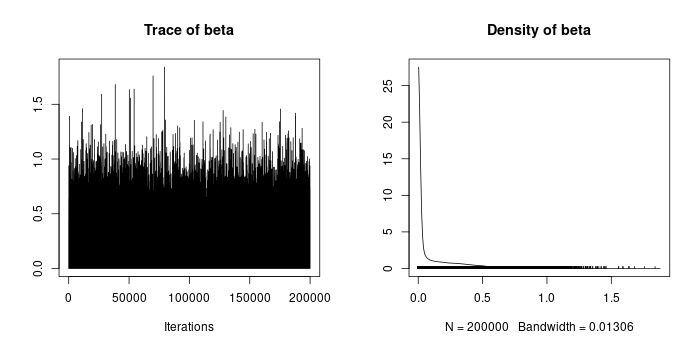 Trace of beta
0.0 0.5 1.0 1.5
0 50000 100000 150000 200000
Iterations
Density of beta
0 5 10 15 20 25
0.0 0.5 1.0 1.5
N = 200000 Bandwidth = 0.01306